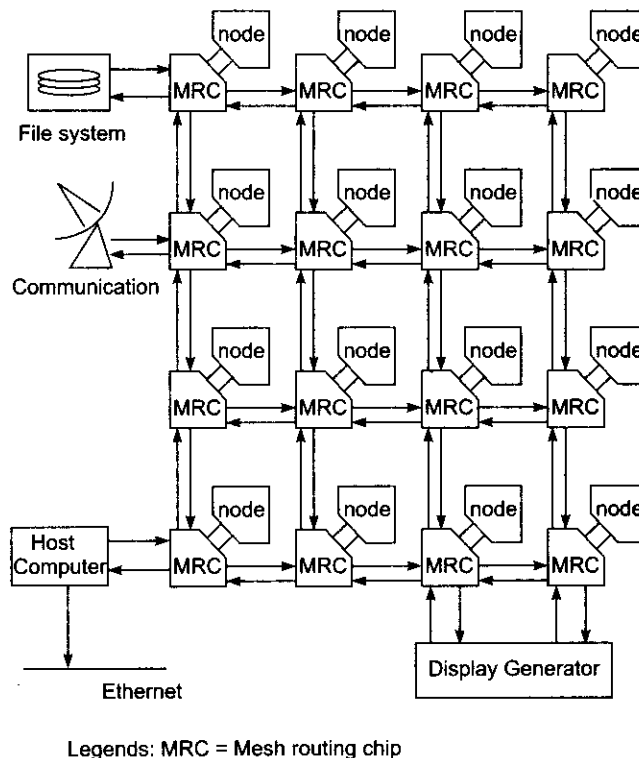 node node node node
MRC MRC MRC MRC
File system
node node node node
MRC MRC MRC MRC
Communication
node node node node
MRC MRC MRC MRC
node node node node
Host
Computer
MRC MRC MRC MRC
Display Generator
Ethernet
Legends: MRC = Mesh routing chip